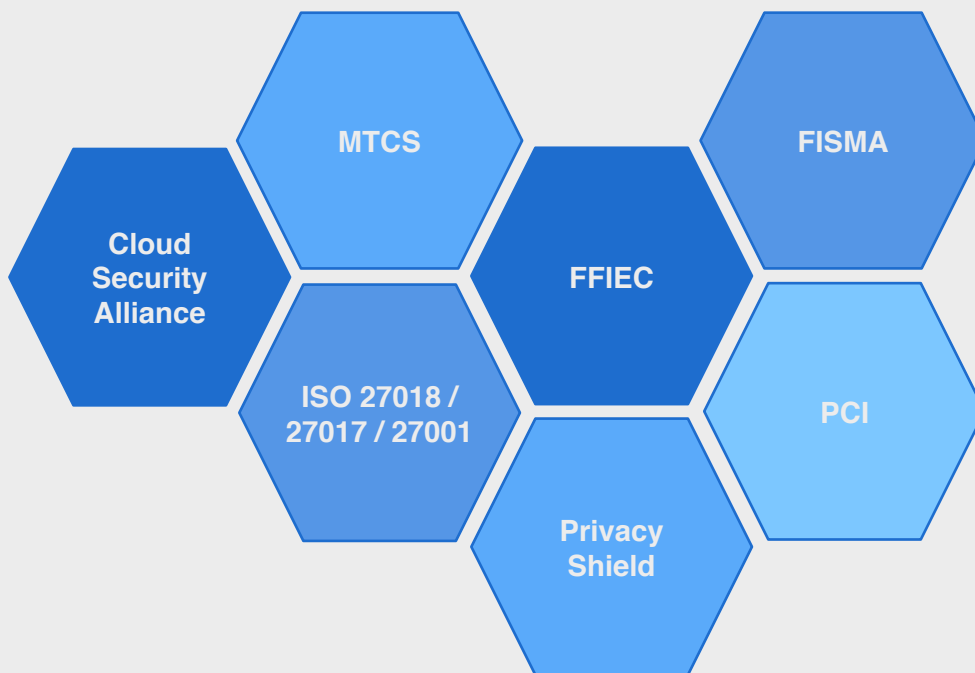 MTCS
FISMA
Cloud
Security
Alliance
FFIEC
ISO 27018 /
27017 / 27001
PCI
Privacy
Shield